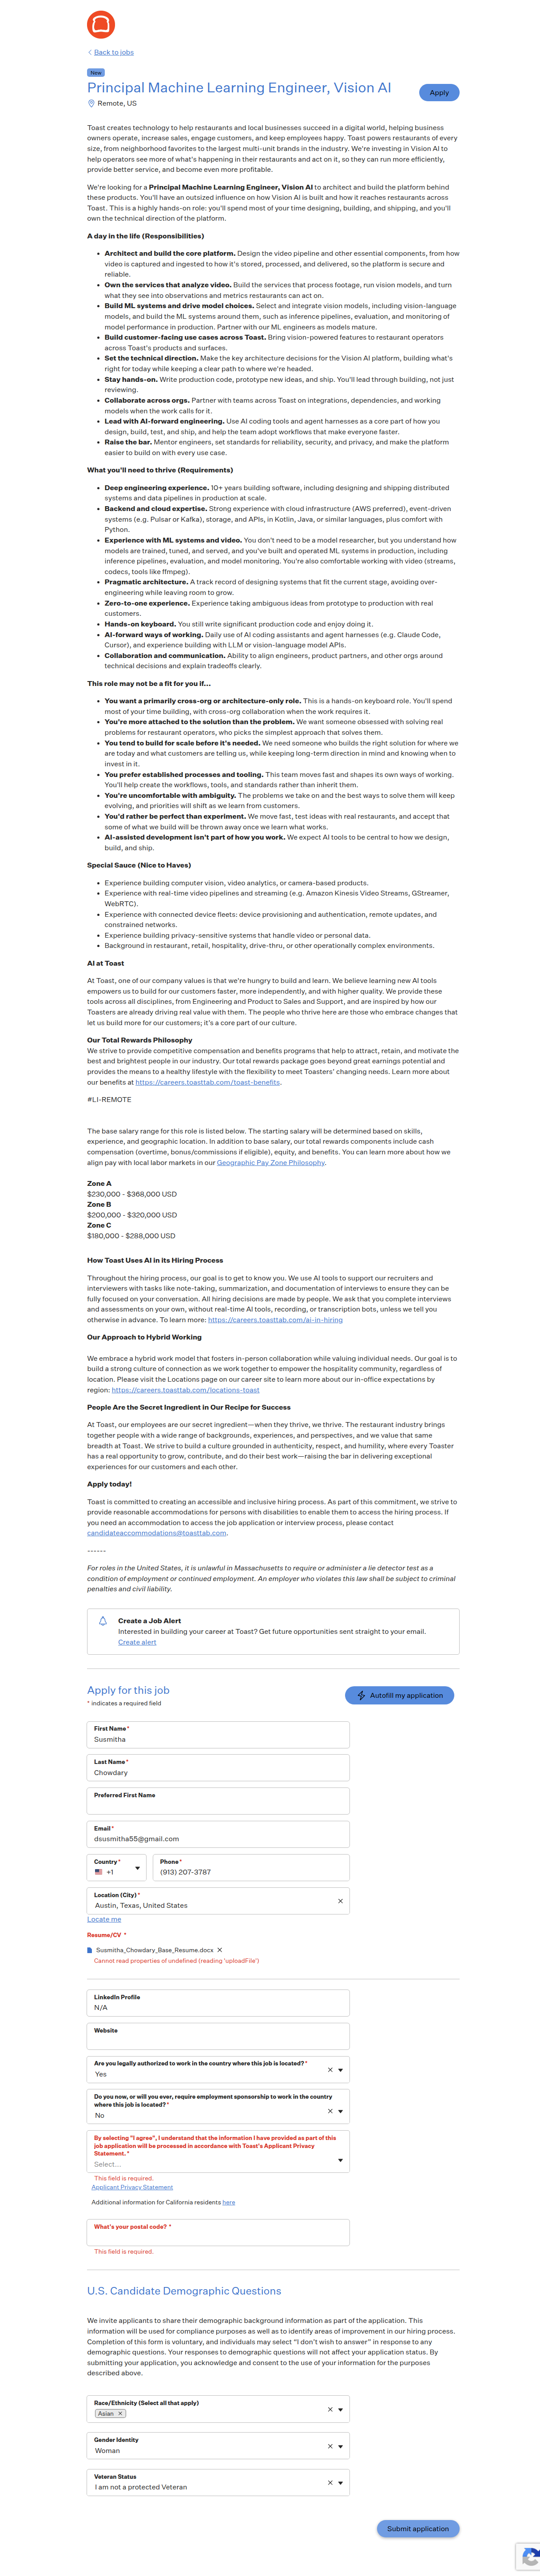 Back to jobs
New
Principal Machine Learning Engineer, Vision AI
Apply
Remote, US
Toast creates technology to help restaurants and local businesses succeed in a digital world, helping business
owners operate, increase sales, engage customers, and keep employees happy. Toast powers restaurants of every
size, from neighborhood favorites to the largest multi-unit brands in the industry. We're investing in Vision AI to
help operators see more of what's happening in their restaurants and act on it, so they can run more efficiently,
provide better service, and become even more profitable.
We're looking for a Principal Machine Learning Engineer, Vision AI to architect and build the platform behind
these products. You'll have an outsized influence on how Vision AI is built and how it reaches restaurants across
Toast. This is a highly hands-on role: you'll spend most of your time designing, building, and shipping, and you'll
own the technical direction of the platform.
A day in the life (Responsibilities)
Architect and build the core platform. Design the video pipeline and other essential components, from how
video is captured and ingested to how it's stored, processed, and delivered, so the platform is secure and
reliable.
Own the services that analyze video. Build the services that process footage, run vision models, and turn
what they see into observations and metrics restaurants can act on.
Build ML systems and drive model choices. Select and integrate vision models, including vision-language
models, and build the ML systems around them, such as inference pipelines, evaluation, and monitoring of
model performance in production. Partner with our ML engineers as models mature.
Build customer-facing use cases across Toast. Bring vision-powered features to restaurant operators
across Toast's products and surfaces.
Set the technical direction. Make the key architecture decisions for the Vision AI platform, building what's
right for today while keeping a clear path to where we're headed.
Stay hands-on. Write production code, prototype new ideas, and ship. You'll lead through building, not just
reviewing.
Collaborate across orgs. Partner with teams across Toast on integrations, dependencies, and working
models when the work calls for it.
Lead with AI-forward engineering. Use AI coding tools and agent harnesses as a core part of how you
design, build, test, and ship, and help the team adopt workflows that make everyone faster.
Raise the bar. Mentor engineers, set standards for reliability, security, and privacy, and make the platform
easier to build on with every use case.
What you'll need to thrive (Requirements)
Deep engineering experience. 10+ years building software, including designing and shipping distributed
systems and data pipelines in production at scale.
Backend and cloud expertise. Strong experience with cloud infrastructure (AWS preferred), event-driven
systems (e.g. Pulsar or Kafka), storage, and APIs, in Kotlin, Java, or similar languages, plus comfort with
Python.
Experience with ML systems and video. You don't need to be a model researcher, but you understand how
models are trained, tuned, and served, and you've built and operated ML systems in production, including
inference pipelines, evaluation, and model monitoring. You're also comfortable working with video (streams,
codecs, tools like ffmpeg).
Pragmatic architecture. A track record of designing systems that fit the current stage, avoiding over-
engineering while leaving room to grow.
Zero-to-one experience. Experience taking ambiguous ideas from prototype to production with real
customers.
Hands-on keyboard. You still write significant production code and enjoy doing it.
AI-forward ways of working. Daily use of AI coding assistants and agent harnesses (e.g. Claude Code,
Cursor), and experience building with LLM or vision-language model APIs.
Collaboration and communication. Ability to align engineers, product partners, and other orgs around
technical decisions and explain tradeoffs clearly.
This role may not be a fit for you if...
You want a primarily cross-org or architecture-only role. This is a hands-on keyboard role. You'll spend
most of your time building, with cross-org collaboration when the work requires it.
You're more attached to the solution than the problem. We want someone obsessed with solving real
problems for restaurant operators, who picks the simplest approach that solves them.
You tend to build for scale before it's needed. We need someone who builds the right solution for where we
are today and what customers are telling us, while keeping long-term direction in mind and knowing when to
invest in it.
You prefer established processes and tooling. This team moves fast and shapes its own ways of working.
You'll help create the workflows, tools, and standards rather than inherit them.
You're uncomfortable with ambiguity. The problems we take on and the best ways to solve them will keep
evolving, and priorities will shift as we learn from customers.
You'd rather be perfect than experiment. We move fast, test ideas with real restaurants, and accept that
some of what we build will be thrown away once we learn what works.
AI-assisted development isn't part of how you work. We expect AI tools to be central to how we design,
build, and ship.
Special Sauce (Nice to Haves)
Experience building computer vision, video analytics, or camera-based products.
Experience with real-time video pipelines and streaming (e.g. Amazon Kinesis Video Streams, GStreamer,
WebRTC).
Experience with connected device fleets: device provisioning and authentication, remote updates, and
constrained networks.
Experience building privacy-sensitive systems that handle video or personal data.
Background in restaurant, retail, hospitality, drive-thru, or other operationally complex environments.
AI at Toast
At Toast, one of our company values is that we're hungry to build and learn. We believe learning new AI tools
empowers us to build for our customers faster, more independently, and with higher quality. We provide these
tools across all disciplines, from Engineering and Product to Sales and Support, and are inspired by how our
Toasters are already driving real value with them. The people who thrive here are those who embrace changes that
let us build more for our customers; it's a core part of our culture.
Our Total Rewards Philosophy
We strive to provide competitive compensation and benefits programs that help to attract, retain, and motivate the
best and brightest people in our industry. Our total rewards package goes beyond great earnings potential and
provides the means to a healthy lifestyle with the flexibility to meet Toasters' changing needs. Learn more about
our benefits at https://careers.toasttab.com/toast-benefits.
#LI-REMOTE
The base salary range for this role is listed below. The starting salary will be determined based on skills,
experience, and geographic location. In addition to base salary, our total rewards components include cash
compensation (overtime, bonus/commissions if eligible), equity, and benefits. You can learn more about how we
align pay with local labor markets in our Geographic Pay Zone Philosophy.
Zone A
$230,000 - $368,000 USD
Zone B
$200,000 - $320,000 USD
Zone C
$180,000 - $288,000 USD
How Toast Uses AI in its Hiring Process
Throughout the hiring process, our goal is to get to know you. We use AI tools to support our recruiters and
interviewers with tasks like note-taking, summarization, and documentation of interviews to ensure they can be
fully focused on your conversation. All hiring decisions are made by people. We ask that you complete interviews
and assessments on your own, without real-time AI tools, recording, or transcription bots, unless we tell you
otherwise in advance. To learn more: https://careers.toasttab.com/ai-in-hiring
Our Approach to Hybrid Working
We embrace a hybrid work model that fosters in-person collaboration while valuing individual needs. Our goal is to
build a strong culture of connection as we work together to empower the hospitality community, regardless of
location. Please visit the Locations page on our career site to learn more about our in-office expectations by
region: https://careers.toasttab.com/locations-toast
People Are the Secret Ingredient in Our Recipe for Success
At Toast, our employees are our secret ingredient—when they thrive, we thrive. The restaurant industry brings
together people with a wide range of backgrounds, experiences, and perspectives, and we value that same
breadth at Toast. We strive to build a culture grounded in authenticity, respect, and humility, where every Toaster
has a real opportunity to grow, contribute, and do their best work—raising the bar in delivering exceptional
experiences for our customers and each other.
Apply today!
Toast is committed to creating an accessible and inclusive hiring process. As part of this commitment, we strive to
provide reasonable accommodations for persons with disabilities to enable them to access the hiring process. If
you need an accommodation to access the job application or interview process, please contact
candidateaccommodations@toasttab.com.
------
For roles in the United States, it is unlawful in Massachusetts to require or administer a lie detector test as a
condition of employment or continued employment. An employer who violates this law shall be subject to criminal
penalties and civil liability.
Create a Job Alert
Interested in building your career at Toast? Get future opportunities sent straight to your email.
Create alert
Apply for this job
* indicates a required field
Autofill my application
First Name*
Susmitha
Last Name*
Chowdary
Preferred First Name
Email*
dsusmitha55@gmail.com
Country*
+1
Phone*
(913) 207-3787
Location (City)*
Austin, Texas, United States
Locate me
Resume/CV *
Susmitha_Chowdary_Base_Resume.docx
Cannot read properties of undefined (reading 'uploadFile')
LinkedIn Profile
N/A
Website
Are you legally authorized to work in the country where this job is located?*
Yes
Do you now, or will you ever, require employment sponsorship to work in the country
where this job is located?*
No
By selecting "I agree", I understand that the information I have provided as part of this
job application will be processed in accordance with Toast's Applicant Privacy
Statement.*
Select...
This field is required.
Applicant Privacy Statement
Additional information for California residents here
What's your postal code? *
This field is required.
U.S. Candidate Demographic Questions
We invite applicants to share their demographic background information as part of the application. This
information will be used for compliance purposes as well as to identify areas of improvement in our hiring process.
Completion of this form is voluntary, and individuals may select "I don't wish to answer" in response to any
demographic questions. Your responses to demographic questions will not affect your application status. By
submitting your application, you acknowledge and consent to the use of your information for the purposes
described above.
Race/Ethnicity (Select all that apply)
Asian
Gender Identity
Woman
Veteran Status
I am not a protected Veteran
Submit application